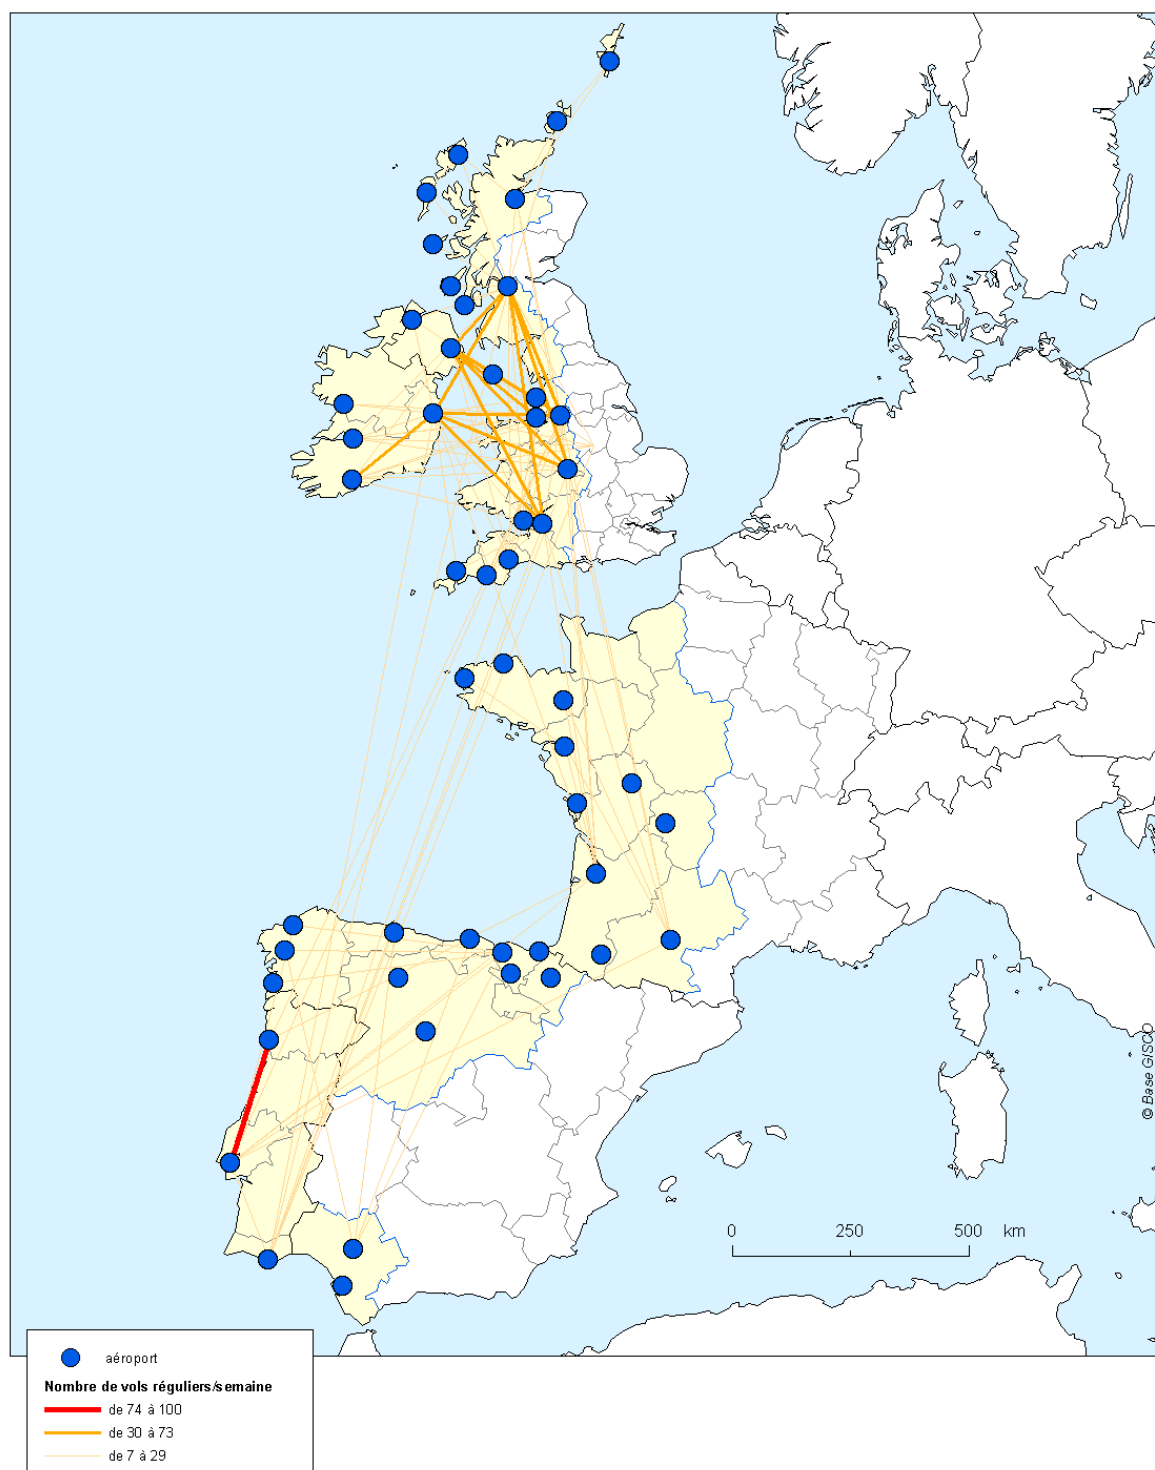 © Base GISCO
0 250 500 km
aéroport
Nombre de vols réguliers/semaine
de 74 à 100
de 30 à 73
de 7 à 29